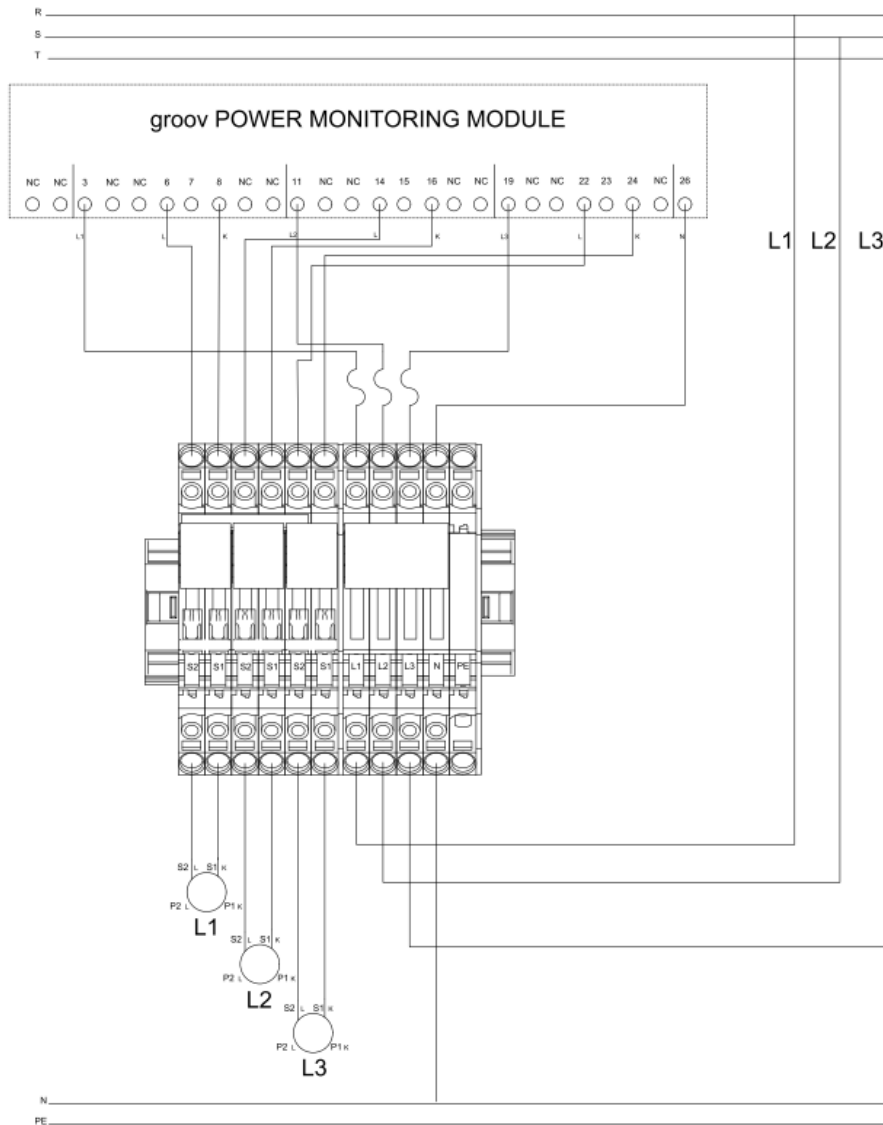 R
S
T
groov POWER MONITORING MODULE
NC NC 3 NC NC 6 7 8 NC NC 11 NC NC 14 15 16 NC NC 19 NC NC 22 23 24 NC 26
L1 L K L2 L K L3 L K N
L1 L2 L3
S2 S1 S2 S1 S2 S1 L1 L2 L3 N PE
S2 L S1 K
P2 L P1 K
L1
S2 L S1 K
P2 L P1 K
L2
S2 L S1 K
P2 L P1 K
L3
N
PE